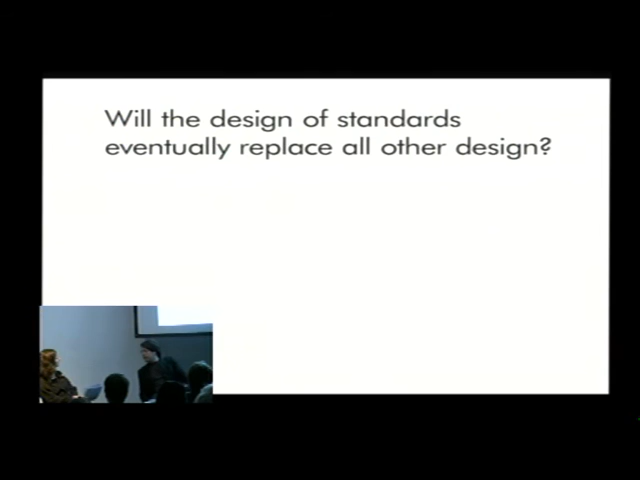 Will the design of standards
eventually replace all other design?